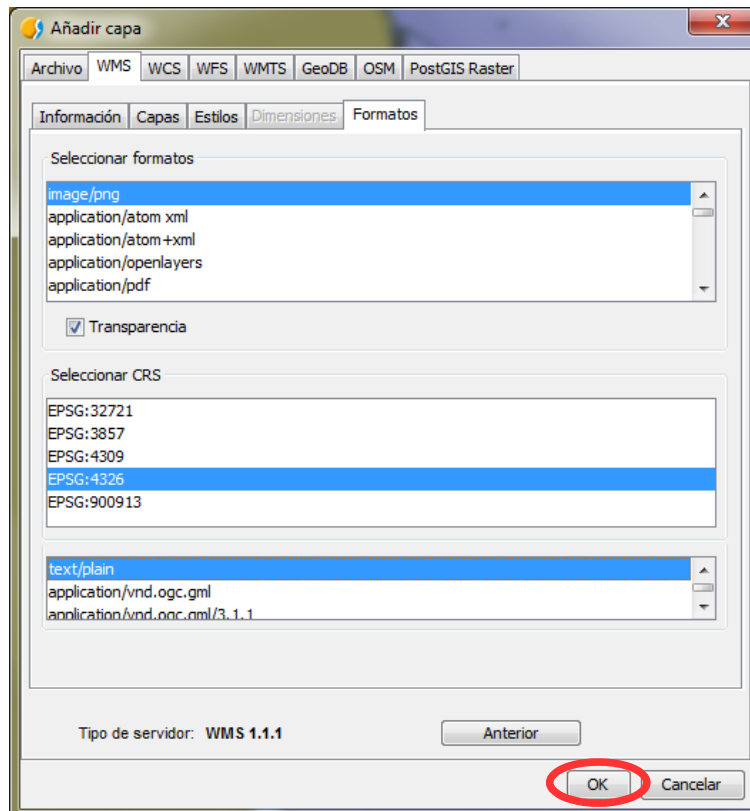 Añadir capa
Archivo WMS WCS WFS WMTS GeoDB OSM PostGIS Raster
Información Capas Estilos Dimensiones Formatos
Seleccionar formatos
image/png
application/atom xml
application/atom+xml
application/openlayers
application/pdf
Transparencia
Seleccionar CRS
EPSG:32721
EPSG:3857
EPSG:4309
EPSG:4326
EPSG:900913
text/plain
application/vnd.ogc.gml
application/vnd.ogc.gml/3.1.1
Tipo de servidor: WMS 1.1.1 Anterior
OK Cancelar